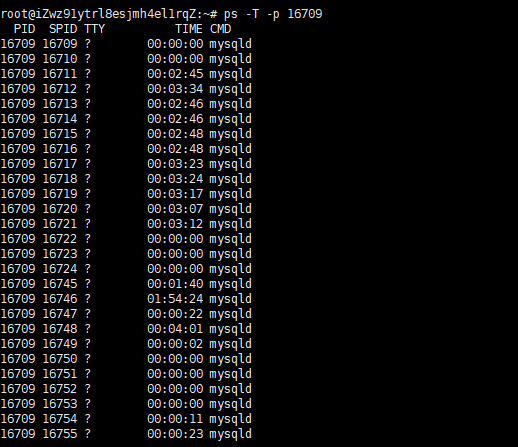 root@iZwz91ytrl8esjmh4el1rqZ:~# ps -T -p 16709
PID SPID TTY TIME CMD
16709 16709 ? 00:00:00 mysqld
16709 16710 ? 00:00:00 mysqld
16709 16711 ? 00:02:45 mysqld
16709 16712 ? 00:03:34 mysqld
16709 16713 ? 00:02:46 mysqld
16709 16714 ? 00:02:46 mysqld
16709 16715 ? 00:02:48 mysqld
16709 16716 ? 00:02:48 mysqld
16709 16717 ? 00:03:23 mysqld
16709 16718 ? 00:03:24 mysqld
16709 16719 ? 00:03:17 mysqld
16709 16720 ? 00:03:07 mysqld
16709 16721 ? 00:03:12 mysqld
16709 16722 ? 00:00:00 mysqld
16709 16723 ? 00:00:00 mysqld
16709 16724 ? 00:00:00 mysqld
16709 16745 ? 00:01:40 mysqld
16709 16746 ? 01:54:24 mysqld
16709 16747 ? 00:00:22 mysqld
16709 16748 ? 00:04:01 mysqld
16709 16749 ? 00:00:02 mysqld
16709 16750 ? 00:00:00 mysqld
16709 16751 ? 00:00:00 mysqld
16709 16752 ? 00:00:00 mysqld
16709 16753 ? 00:00:00 mysqld
16709 16754 ? 00:00:11 mysqld
16709 16755 ? 00:00:23 mysqld